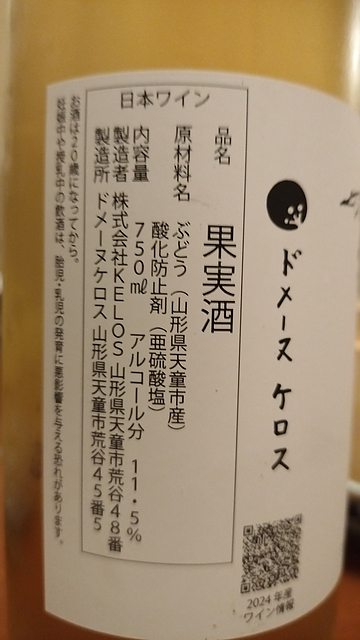 ドメーヌ ケロス
2024年産
ワイン情報
日本ワイン
品名 果実酒
原材料名 ぶどう(山形県天童市産)
酸化防止剤(亜硫酸塩)
内容量 750㎖ アルコール分 11・5%
製造者 株式会社KELOS 山形県天童市荒谷48番
製造所 ドメーヌケロス 山形県天童市荒谷45番5
お酒は20歳になってから。
妊娠中や授乳中の飲酒は、胎児・乳児の発育に悪影響を与える恐れがあります。